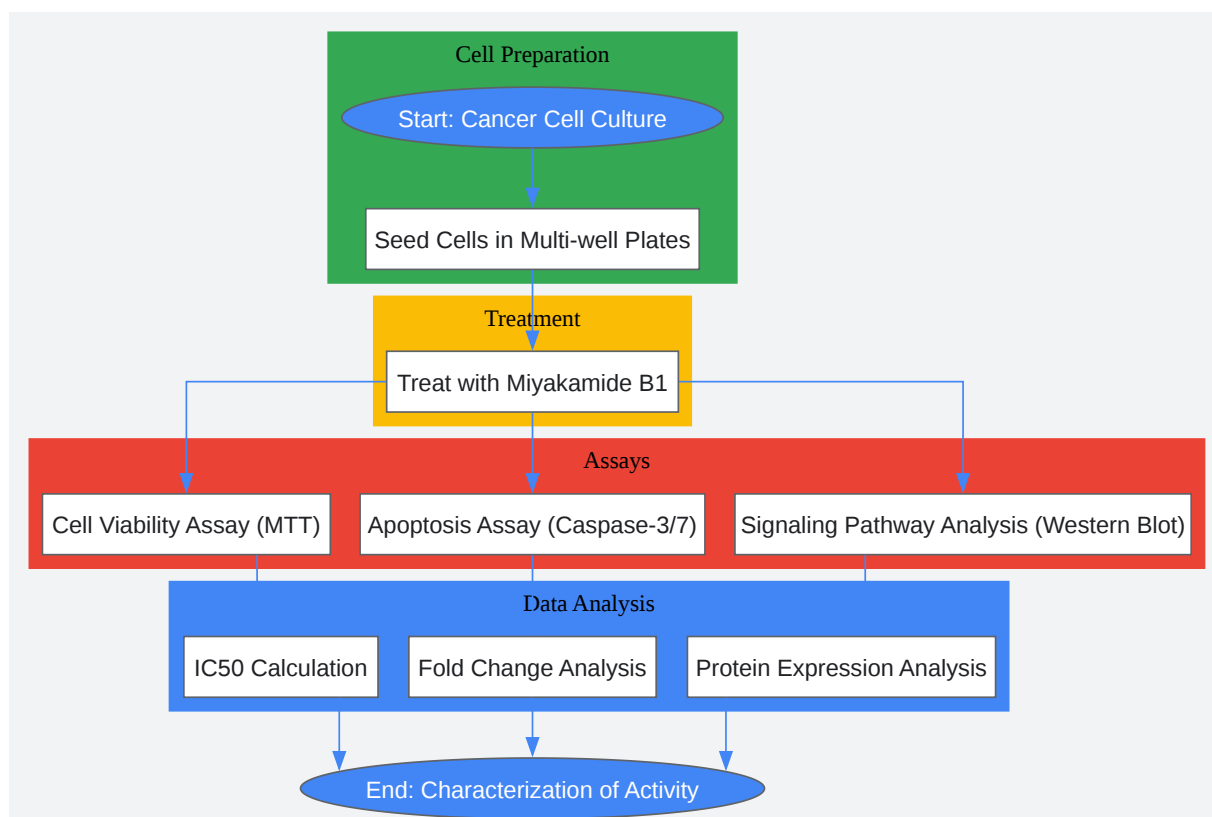 Cell Preparation
Start: Cancer Cell Culture
Seed Cells in Multi-well Plates
Treatment
Treat with Miyakamide B1
Assays
Cell Viability Assay (MTT)
Apoptosis Assay (Caspase-3/7)
Signaling Pathway Analysis (Western Blot)
Data Analysis
IC50 Calculation
Fold Change Analysis
Protein Expression Analysis
End: Characterization of Activity